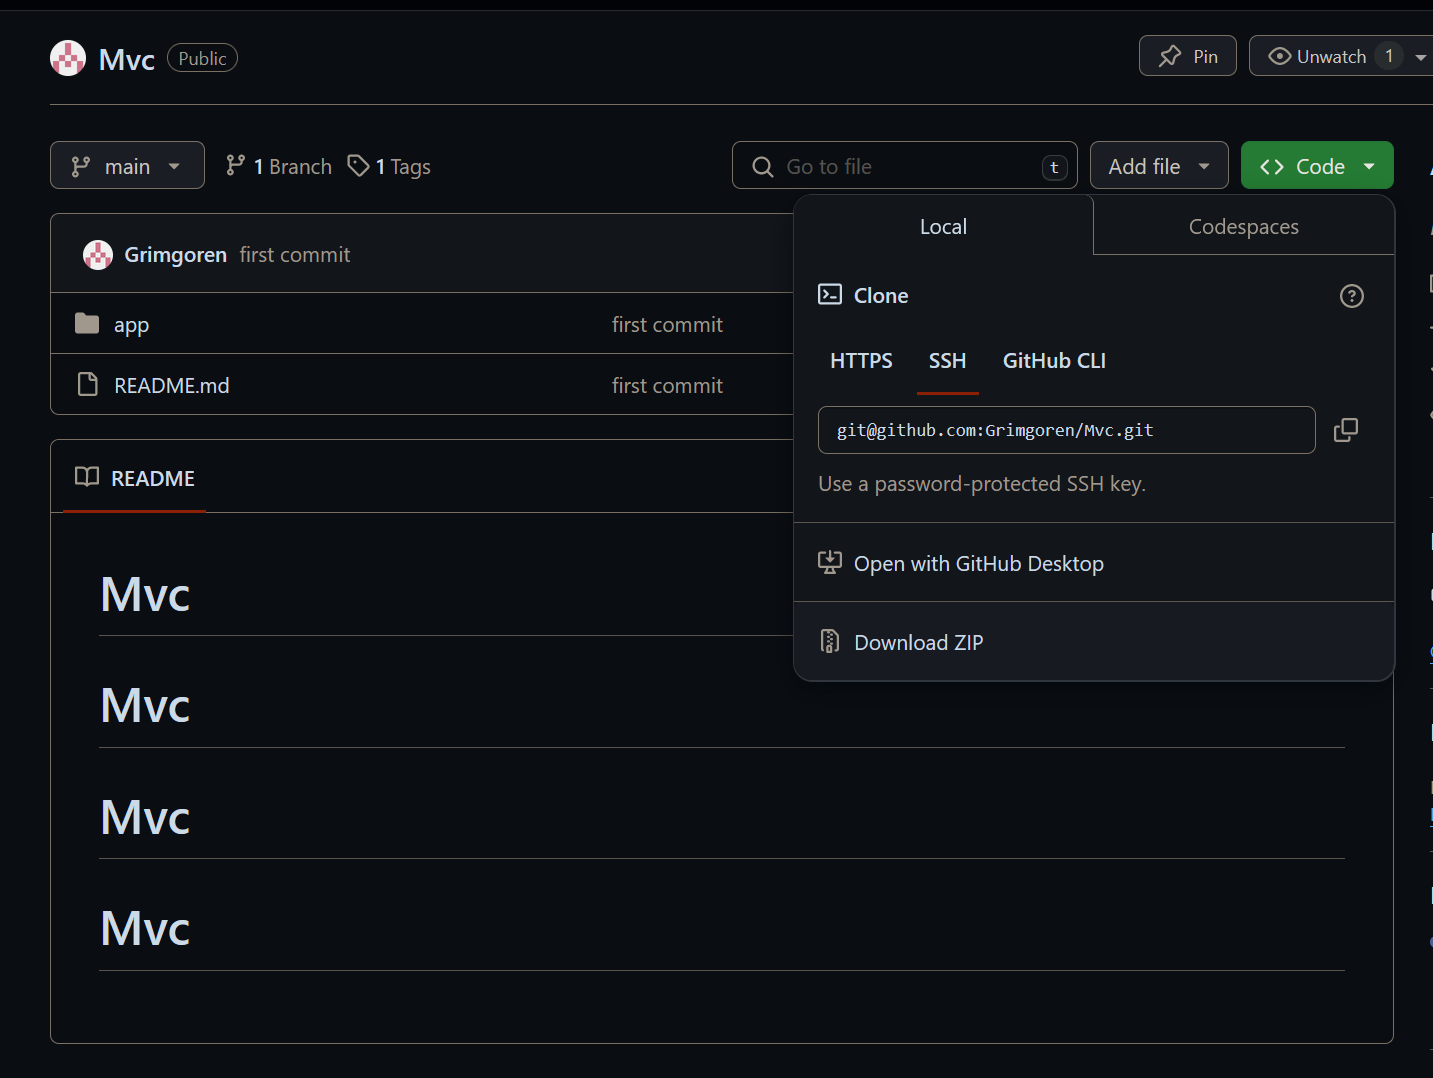 Mvc Public Pin Unwatch 1
main 1 Branch 1 Tags Go to file t Add file Code
Local Codespaces
Grimgoren first commit
Clone
app first commit
HTTPS SSH GitHub CLI
README.md first commit
git@github.com:Grimgoren/Mvc.git
README
Use a password-protected SSH key.
Open with GitHub Desktop
Mvc
Download ZIP
Mvc
Mvc
Mvc